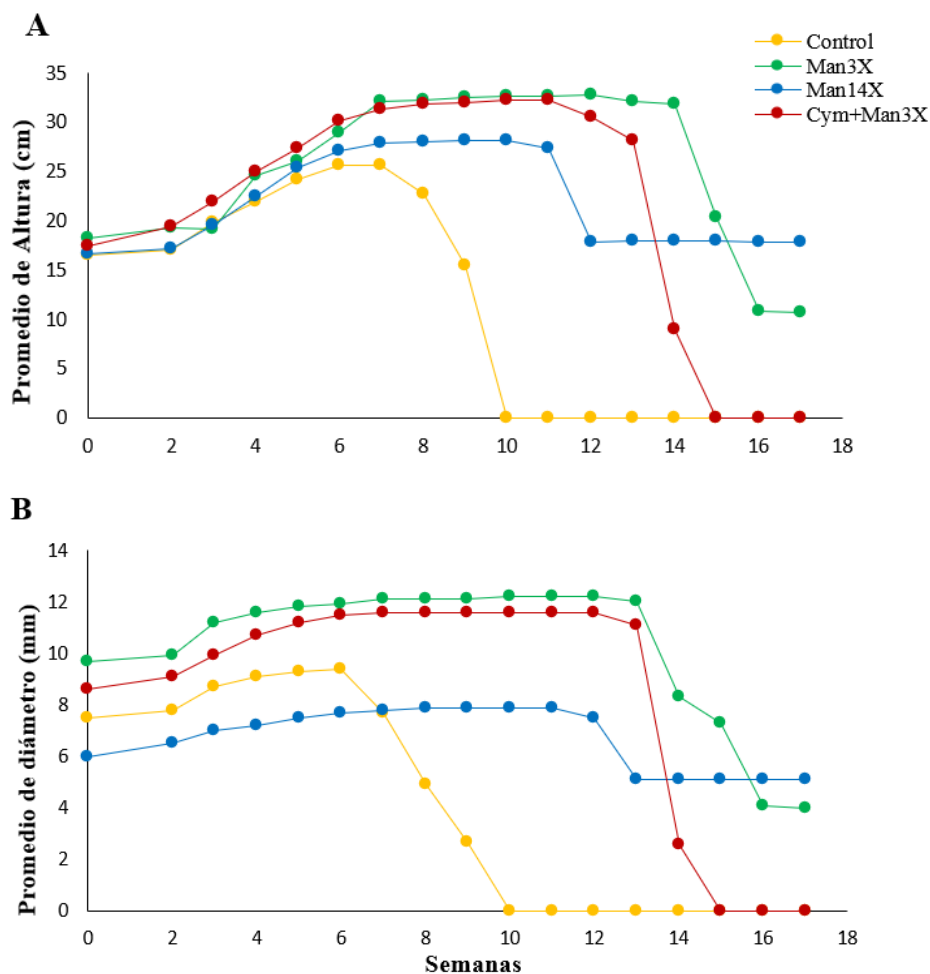 A
Control
Man3X
Man14X
Cym+Man3X
Promedio de Altura (cm)
35
30
25
20
15
10
5
0
0 2 4 6 8 10 12 14 16 18
B
Promedio de diámetro (mm)
14
12
10
8
6
4
2
0
0 2 4 6 8 10 12 14 16 18
Semanas